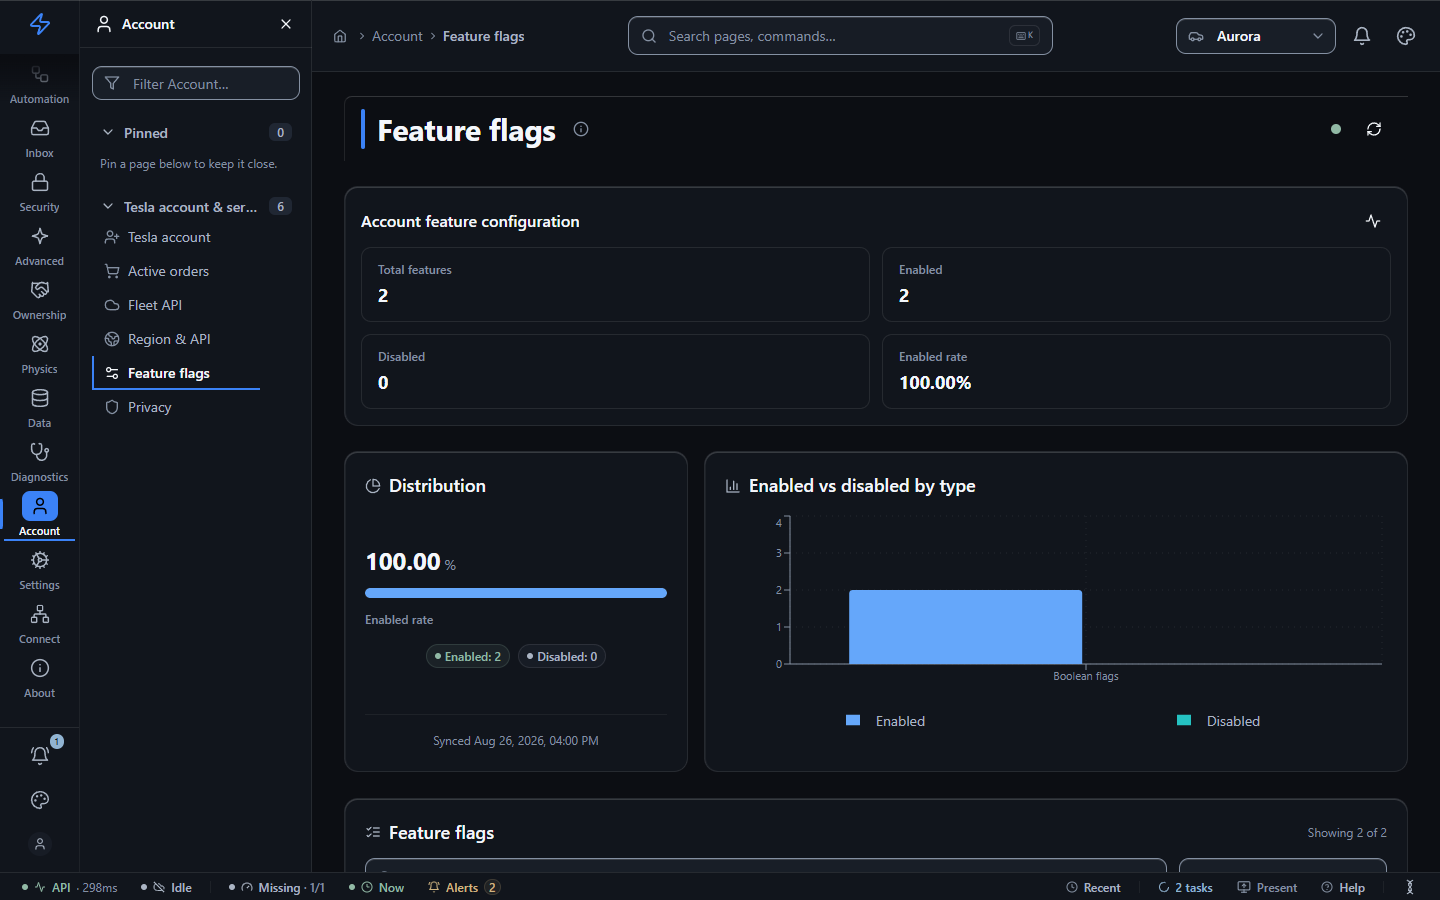 Account
Account
Feature flags
Search pages, commands...
K
Aurora
Automation
Inbox
Security
Advanced
Ownership
Physics
Data
Diagnostics
Account
Settings
Connect
About
1
Filter Account...
Pinned
0
Pin a page below to keep it close.
Tesla account & ser...
6
Tesla account
Active orders
Fleet API
Region & API
Feature flags
Privacy
Feature flags
Account feature configuration
Total features
2
Enabled
2
Disabled
0
Enabled rate
100.00%
Distribution
100.00 %
Enabled rate
Enabled: 2
Disabled: 0
Synced Aug 26, 2026, 04:00 PM
Enabled vs disabled by type
4
3
2
1
0
Boolean flags
Enabled
Disabled
Feature flags
Showing 2 of 2
API · 298ms
Idle
Missing · 1/1
Now
Alerts 2
Recent
2 tasks
Present
Help